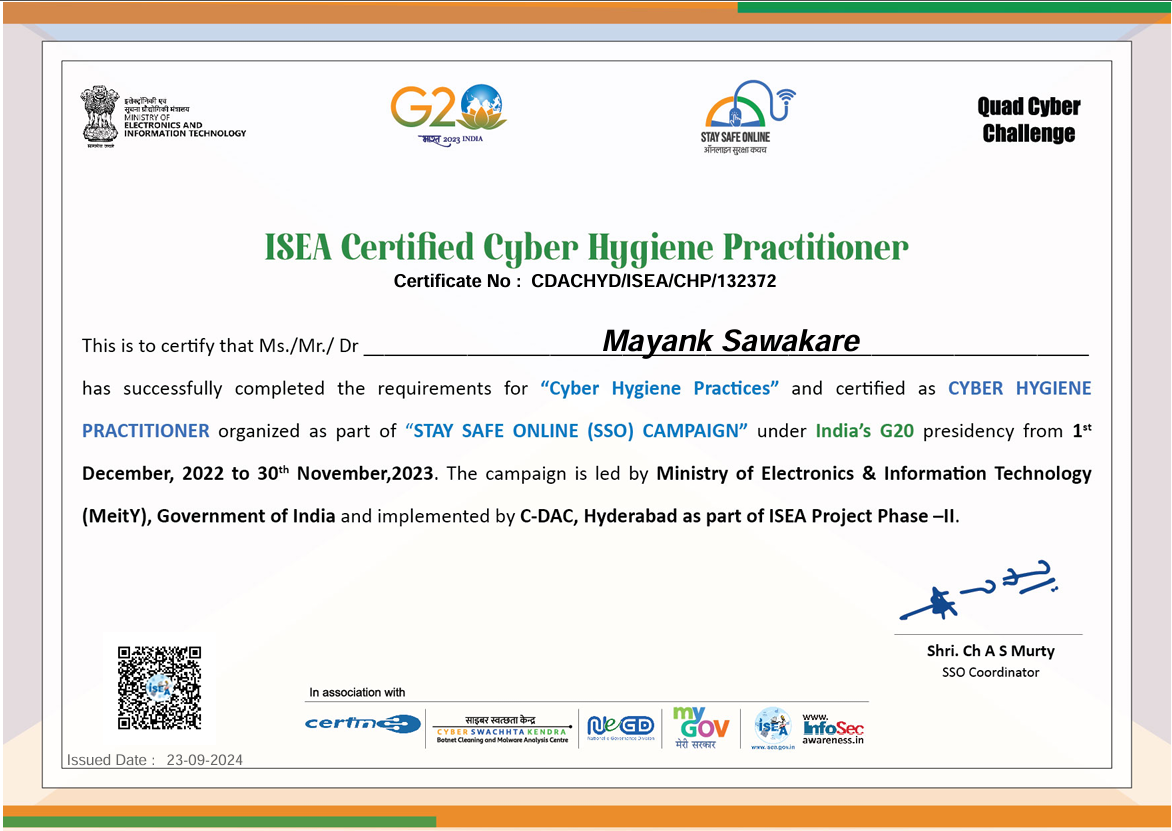 इलेक्ट्रॉनिकी एवं
सूचना प्रौद्योगिकी मंत्रालय
MINISTRY OF
ELECTRONICS AND
INFORMATION TECHNOLOGY
सत्यमेव जयते
G20
भारत 2023 INDIA
STAY SAFE ONLINE
ऑनलाइन सुरक्षा कवच
Quad Cyber
Challenge
ISEA Certified Cyber Hygiene Practitioner
Certificate No : CDACHYD/ISEA/CHP/132372
This is to certify that Ms./Mr./ Dr Mayank Sawakare
has successfully completed the requirements for “Cyber Hygiene Practices” and certified as CYBER HYGIENE
PRACTITIONER organized as part of “STAY SAFE ONLINE (SSO) CAMPAIGN” under India’s G20 presidency from 1st
December, 2022 to 30th November,2023. The campaign is led by Ministry of Electronics & Information Technology
(MeitY), Government of India and implemented by C-DAC, Hyderabad as part of ISEA Project Phase –II.
Shri. Ch A S Murty
SSO Coordinator
ISEA
In association with
certin
साइबर स्वच्छता केन्द्र
CYBER SWACHHTA KENDRA
Botnet Cleaning and Malware Analysis Centre
NeGD
National e-Governance Division
my
GOV
मेरी सरकार
ISEA
www.
InfoSec
awareness.in
Issued Date : 23-09-2024